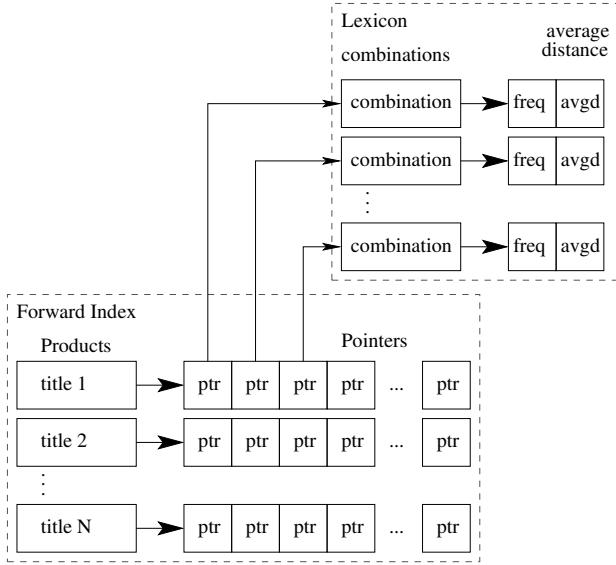 Lexicon
average
distance
combinations
combination freq avgd
combination freq avgd
combination freq avgd
Forward Index
Products
Pointers
title 1 ptr ptr ptr ptr ... ptr
title 2 ptr ptr ptr ptr ... ptr
title N ptr ptr ptr ptr ... ptr